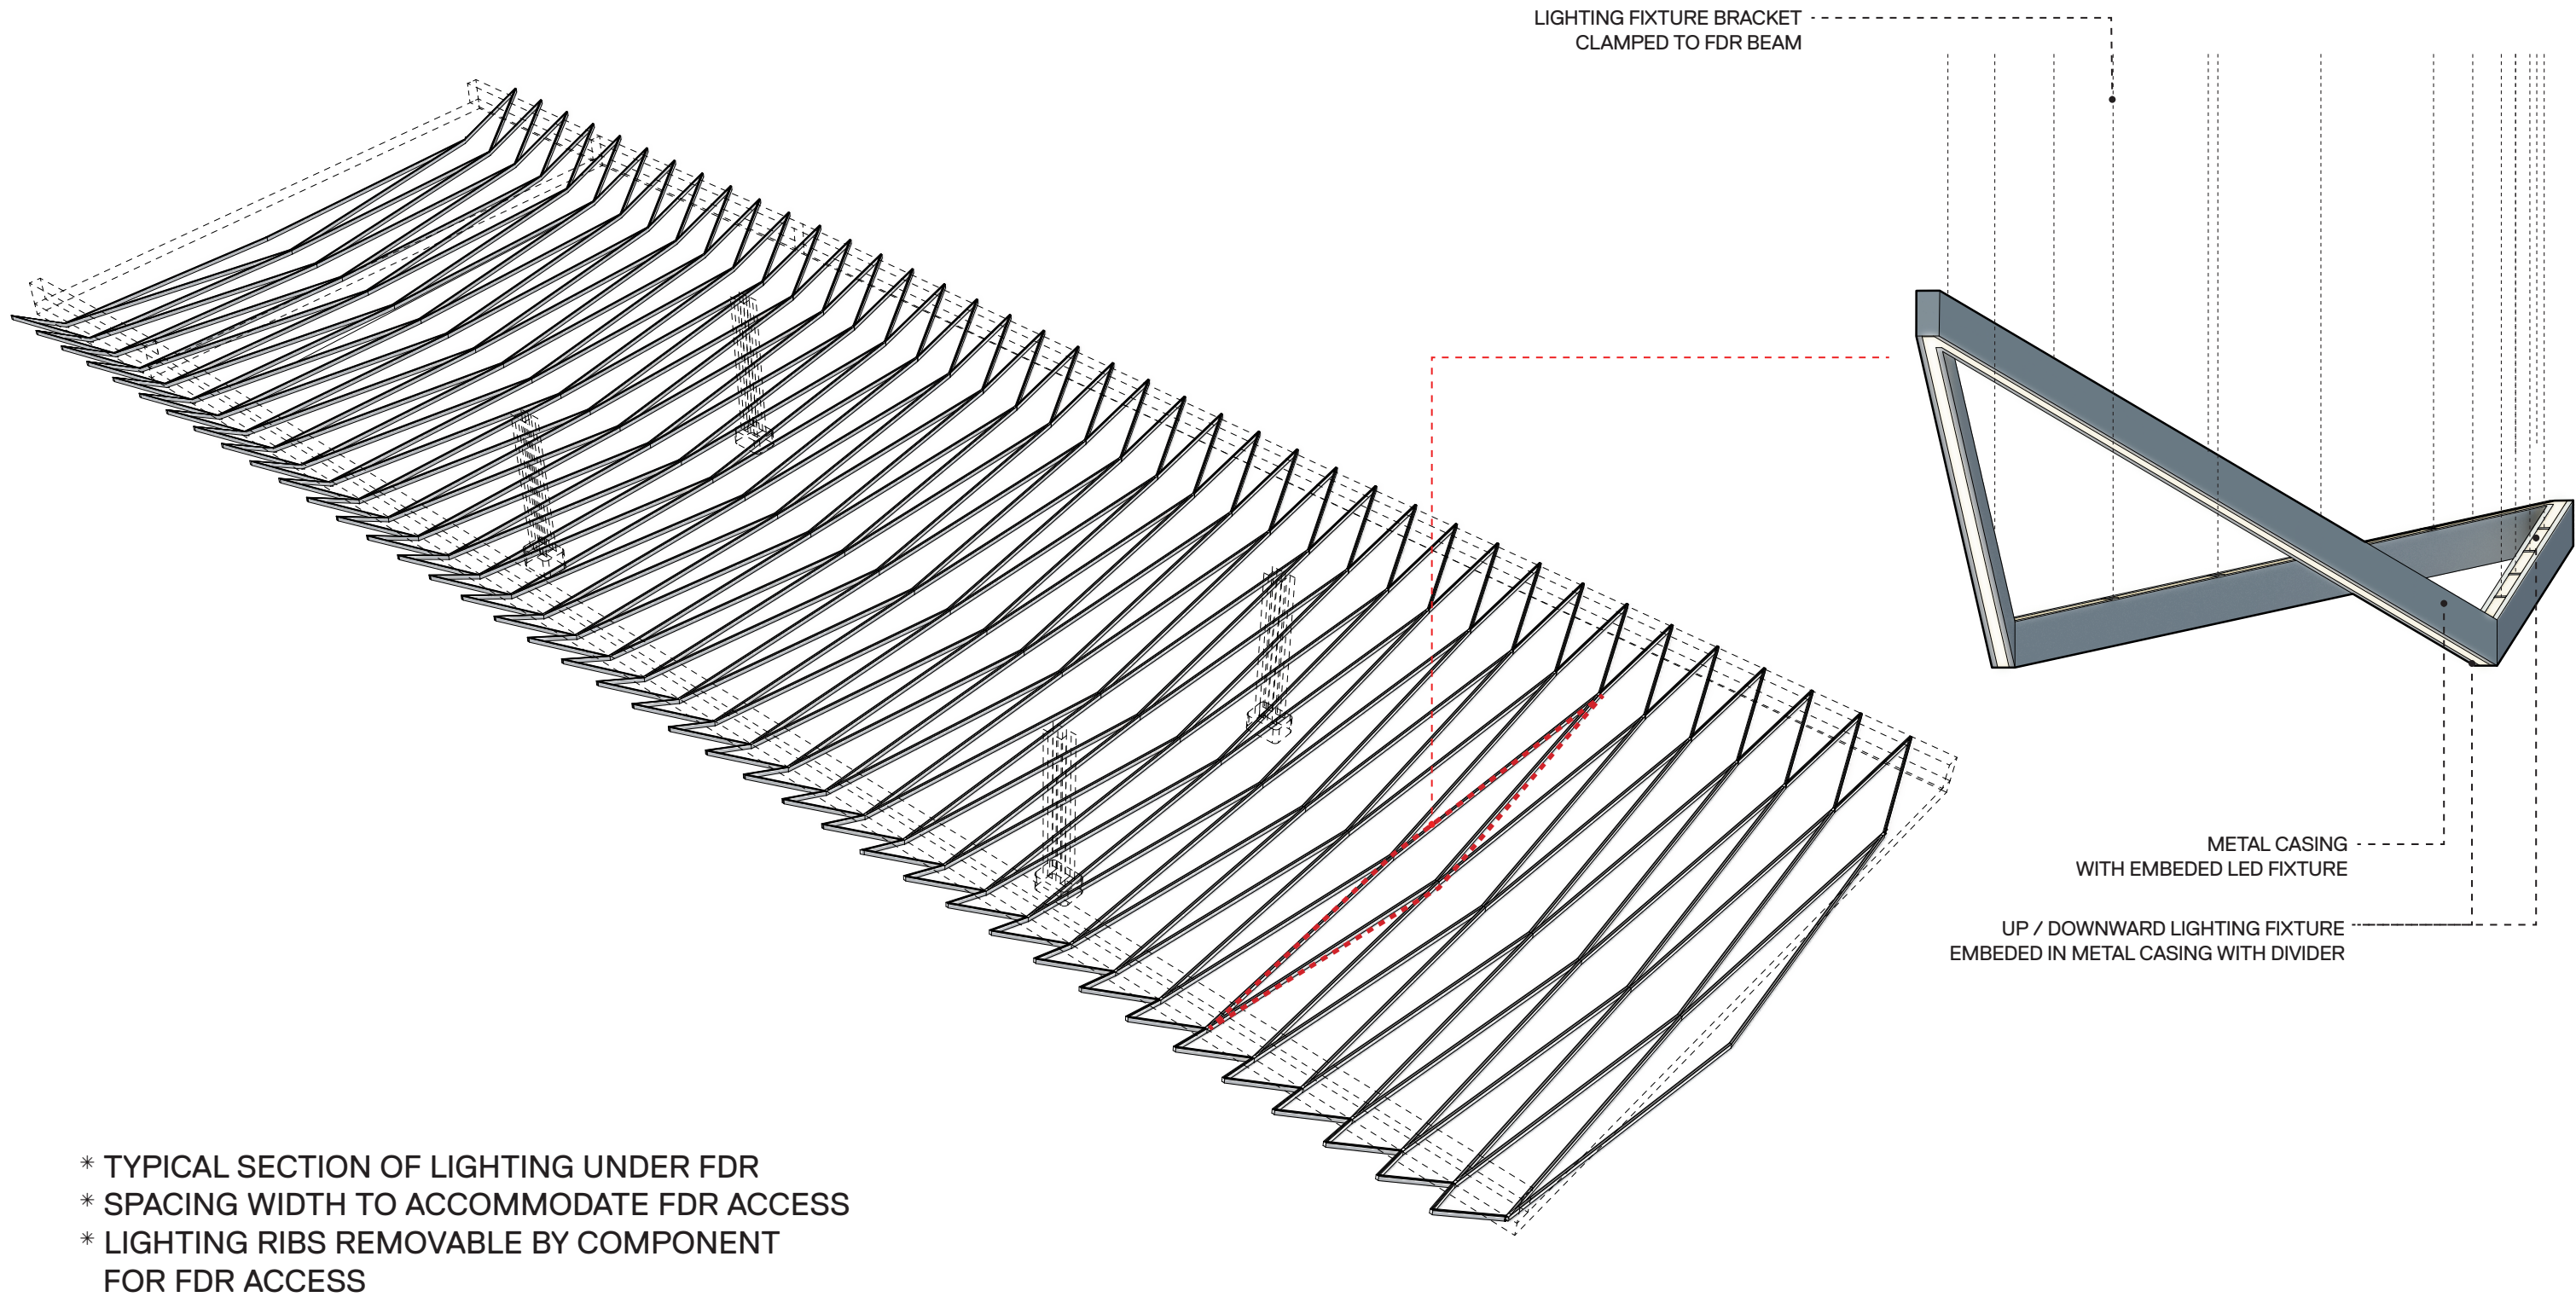 LIGHTING FIXTURE BRACKET
CLAMPED TO FDR BEAM
METAL CASING
WITH EMBEDED LED FIXTURE
UP / DOWNWARD LIGHTING FIXTURE
EMBEDED IN METAL CASING WITH DIVIDER
* TYPICAL SECTION OF LIGHTING UNDER FDR
* SPACING WIDTH TO ACCOMMODATE FDR ACCESS
* LIGHTING RIBS REMOVABLE BY COMPONENT
FOR FDR ACCESS